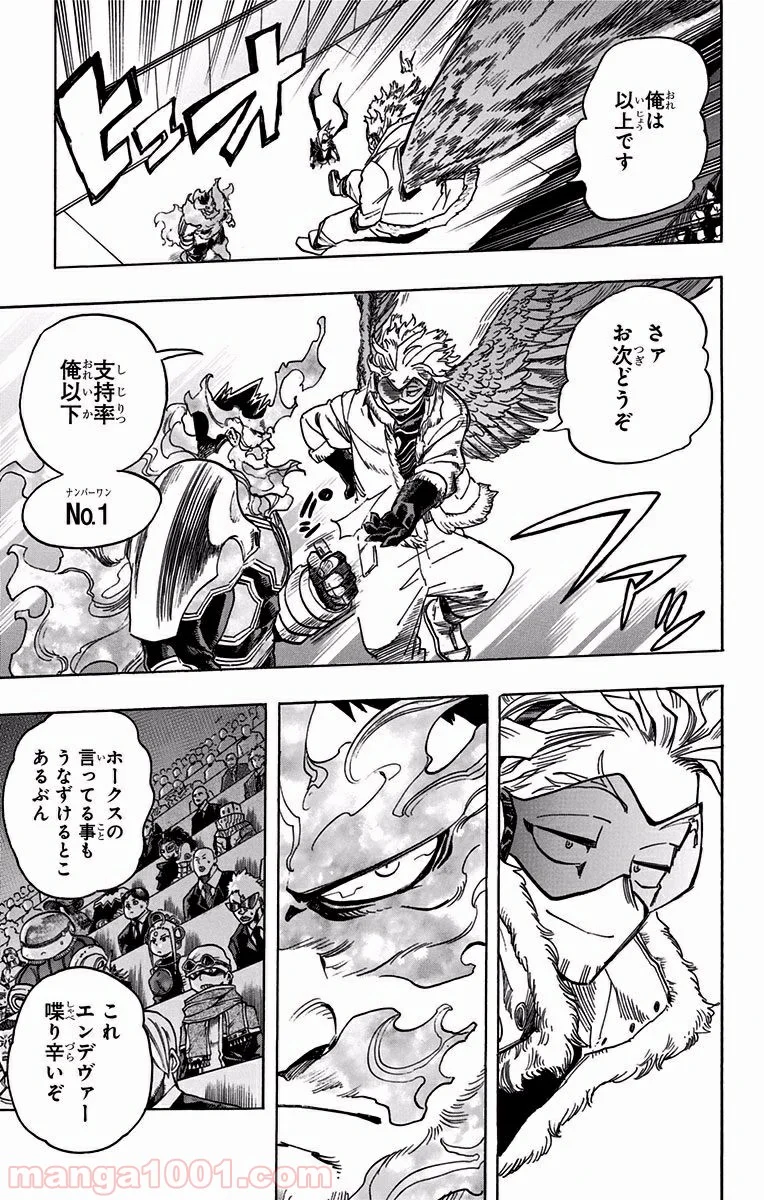 俺は
以上です
ヒュオ
さァ
お次どうぞ
支持率
俺以下
No.1
ファッ
ホークスの
言ってる事も
うなずけるとこ
あるぶん
これ
エンデヴァー
喋り辛いぞ
manga1001.com